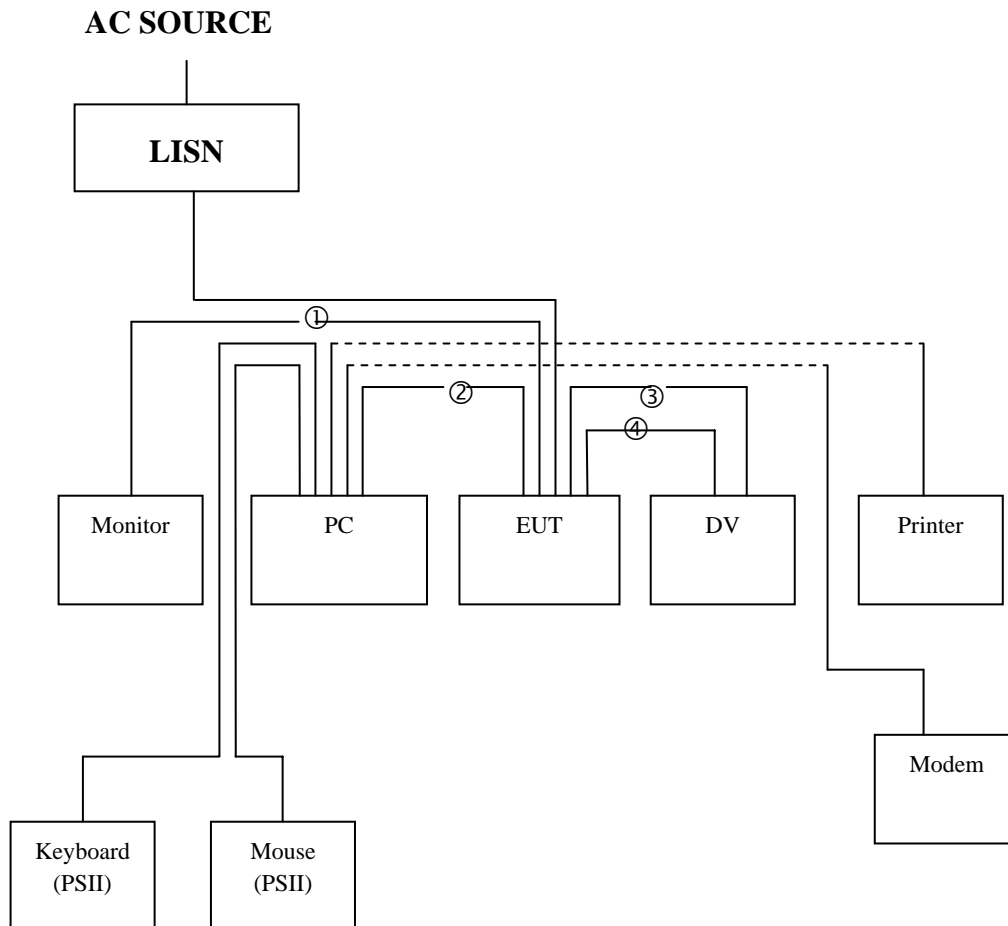 AC SOURCE
LISN
①
②
③
④
Monitor
PC
EUT
DV
Printer
Modem
Keyboard
(PSII)
Mouse
(PSII)